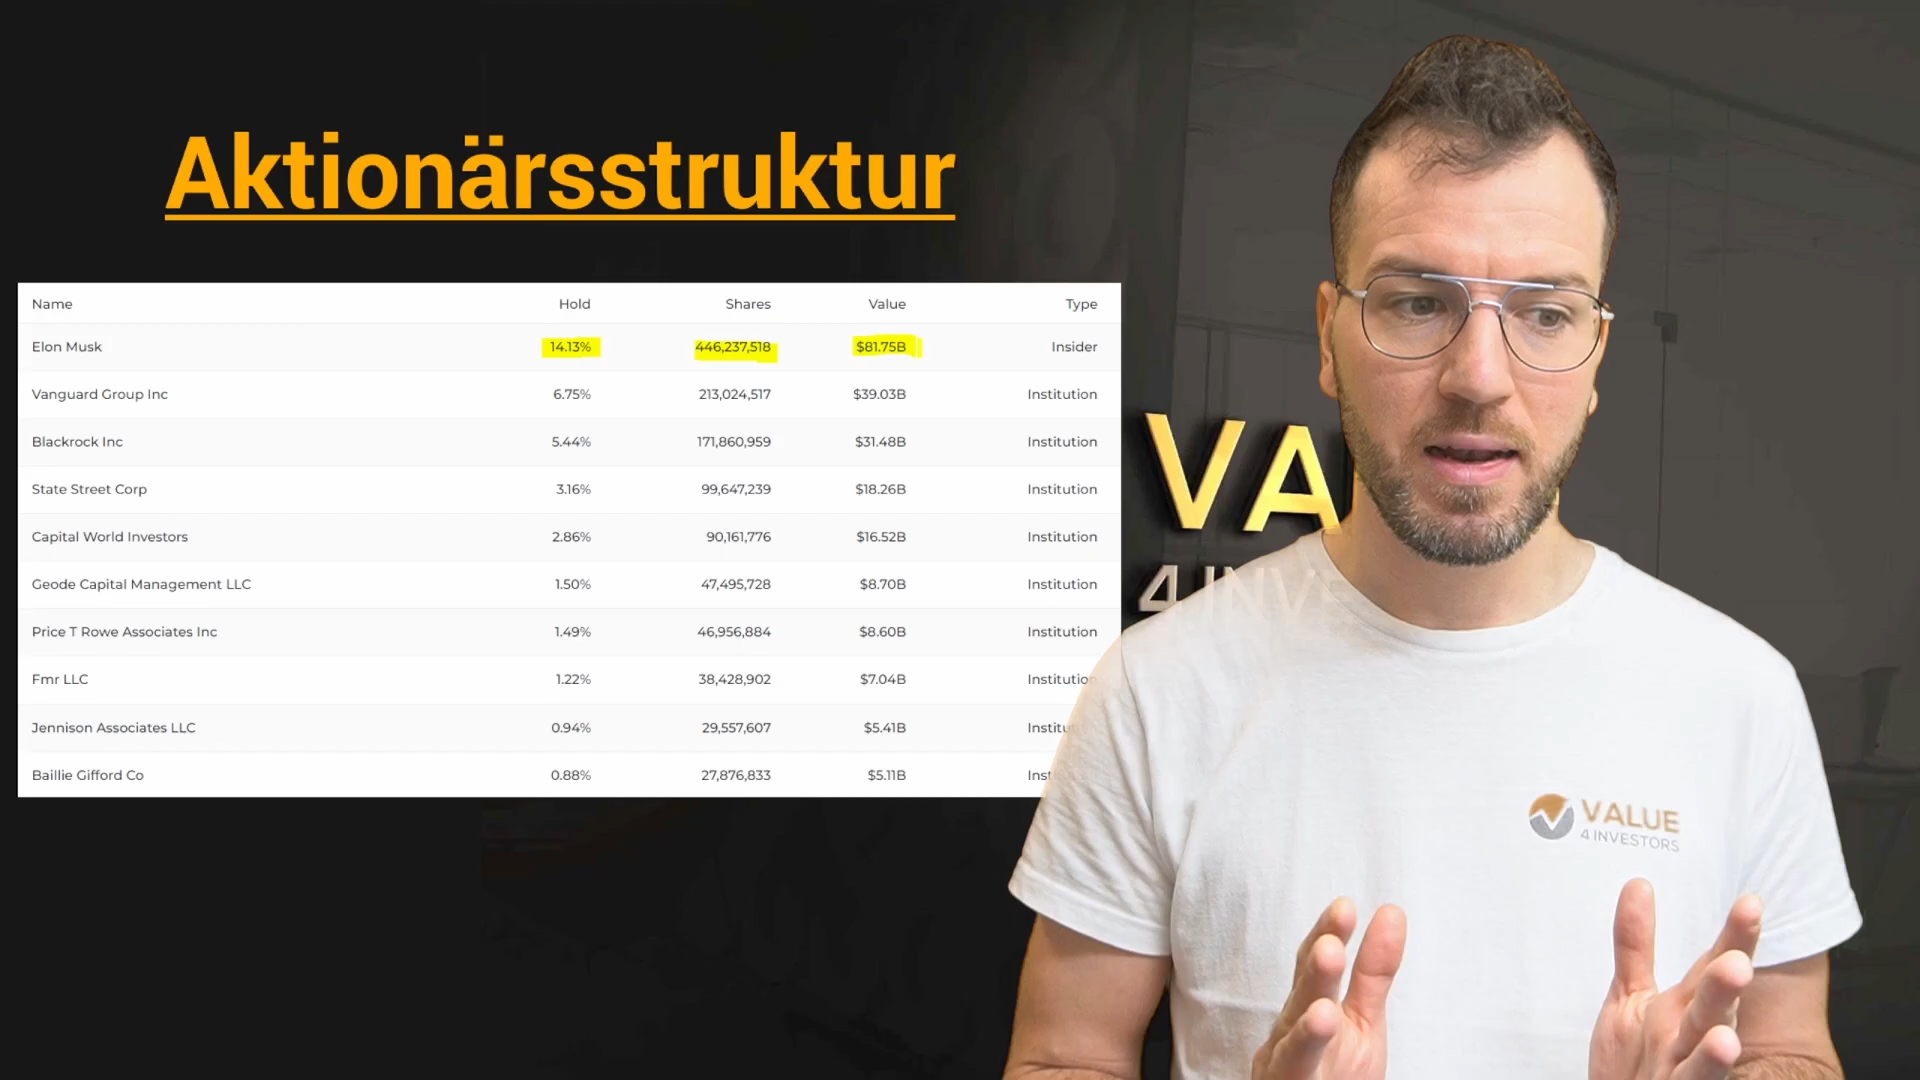 Aktionärsstruktur
Name Hold Shares Value Type
Elon Musk 14.13% 446,237,518 $81.75B Insider
Vanguard Group Inc 6.75% 213,024,517 $39.03B Institution
Blackrock Inc 5.44% 171,860,959 $31.48B Institution
State Street Corp 3.16% 99,647,239 $18.26B Institution
Capital World Investors 2.86% 90,161,776 $16.52B Institution
Geode Capital Management LLC 1.50% 47,495,728 $8.70B Institution
Price T Rowe Associates Inc 1.49% 46,956,884 $8.60B Institution
Fmr LLC 1.22% 38,428,902 $7.04B Institution
Jennison Associates LLC 0.94% 29,557,607 $5.41B Institu
Baillie Gifford Co 0.88% 27,876,833 $5.11B Inst
VA
4 INVE
VALUE
4 INVESTORS